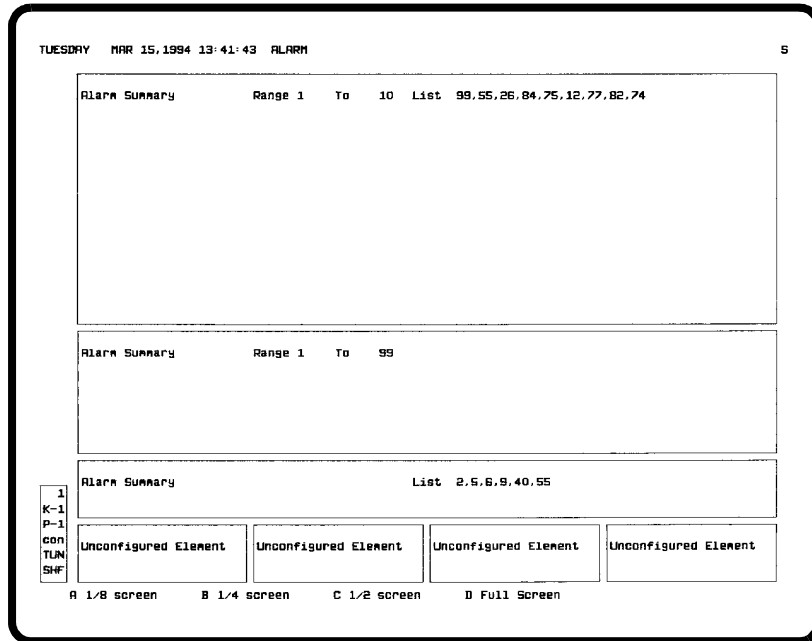 TUESDAY MAR 15,1994 13:41:43 ALARM S
Alarm Summary Range 1 To 10 List 99,55,26,84,75,12,77,82,74
Alarm Summary Range 1 To 99
Alarm Summary List 2,5,6,9,40,55
1
K-1
P-1
con
TUN
SHF
Unconfigured Element Unconfigured Element Unconfigured Element Unconfigured Element
A 1/8 screen B 1/4 screen C 1/2 screen D Full Screen